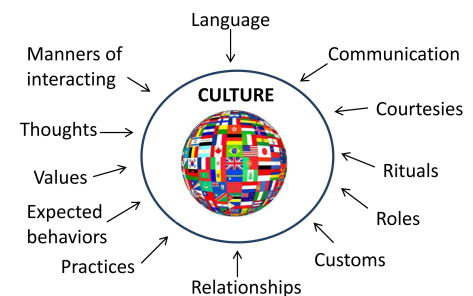 Language
Manners of
interacting
Communication
CULTURE
Courtesies
Thoughts
Rituals
Values
Expected
behaviors
Roles
Practices
Customs
Relationships